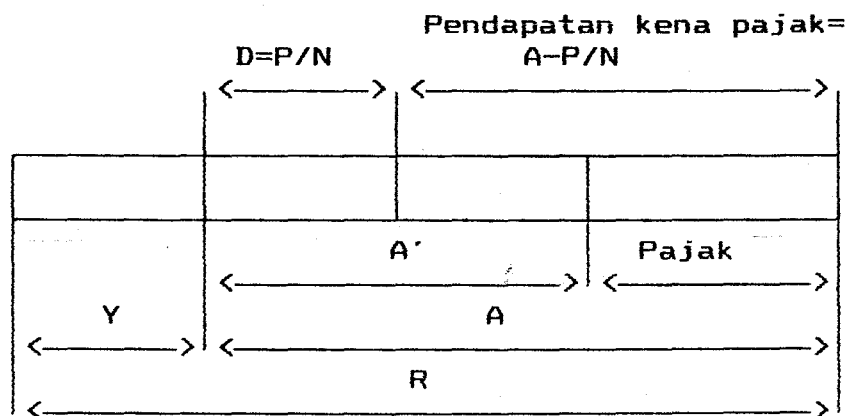 Pendapatan kena pajak=
D=P/N A-P/N
A' Pajak
Y A
R